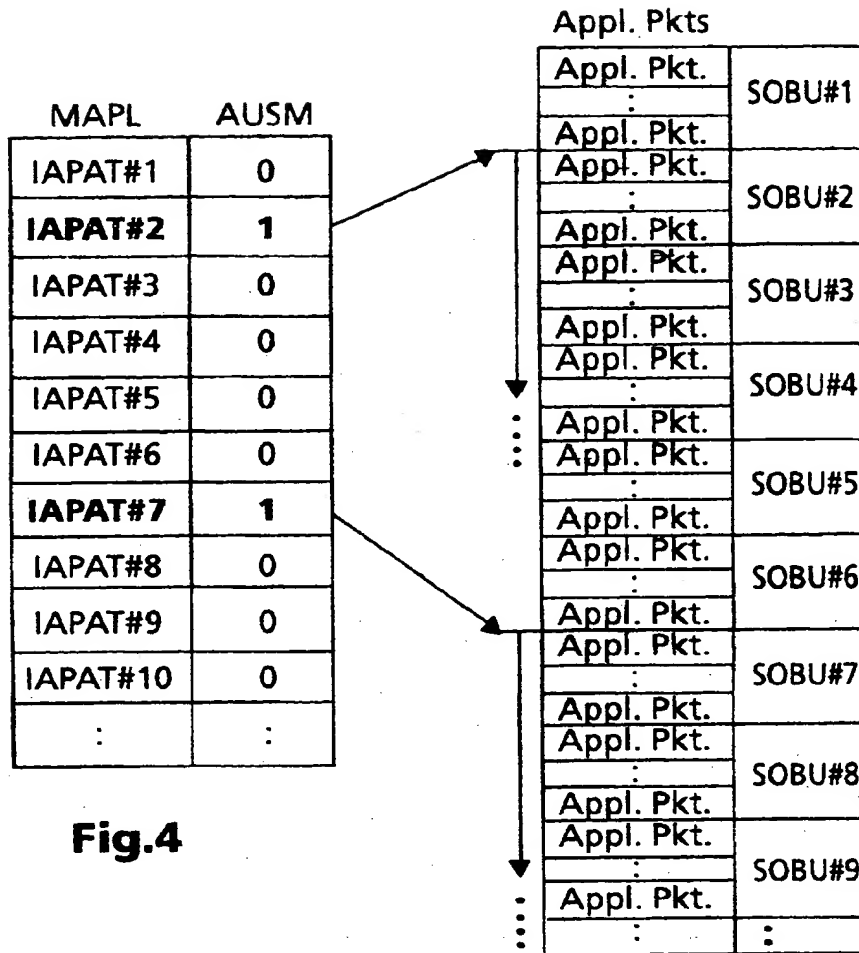 MAPL AUSM
IAPAT#1 0
IAPAT#2 1
IAPAT#3 0
IAPAT#4 0
IAPAT#5 0
IAPAT#6 0
IAPAT#7 1
IAPAT#8 0
IAPAT#9 0
IAPAT#10 0
: :
Fig.4
Appl. Pkts
Appl. Pkt.
: SOBU#1
Appl. Pkt.
Appl. Pkt.
: SOBU#2
Appl. Pkt.
Appl. Pkt.
: SOBU#3
Appl. Pkt.
Appl. Pkt.
: SOBU#4
Appl. Pkt.
Appl. Pkt.
: SOBU#5
Appl. Pkt.
Appl. Pkt.
: SOBU#6
Appl. Pkt.
Appl. Pkt.
: SOBU#7
Appl. Pkt.
Appl. Pkt.
: SOBU#8
Appl. Pkt.
Appl. Pkt.
: SOBU#9
Appl. Pkt.
: :